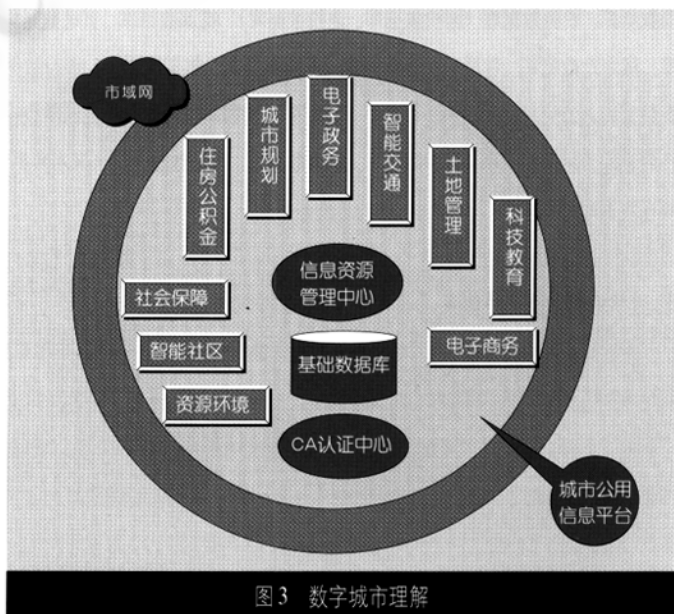 市域网
住房公积金
城市规划
电子政务
智能交通
土地管理
科技教育
信息资源
管理中心
社会保障
智能社区
资源环境
基础数据库
电子商务
CA认证中心
城市公用
信息平台
图3 数字城市理解